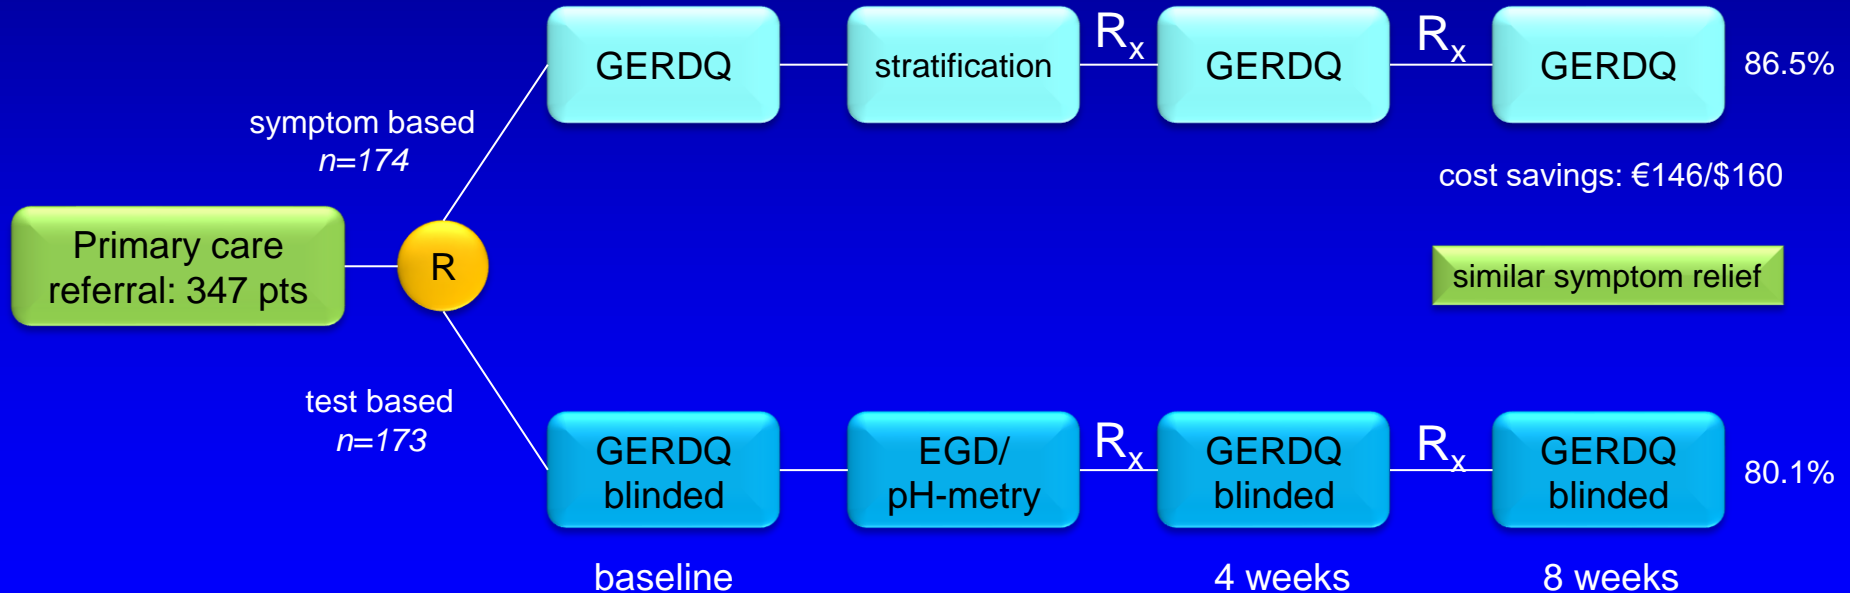 GERDQ
stratification
Rx
GERDQ
Rx
GERDQ
86.5%
symptom based
n=174
cost savings: €146/$160
Primary care
referral: 347 pts
R
similar symptom relief
test based
n=173
GERDQ
blinded
EGD/
pH-metry
Rx
GERDQ
blinded
Rx
GERDQ
blinded
80.1%
baseline
4 weeks
8 weeks